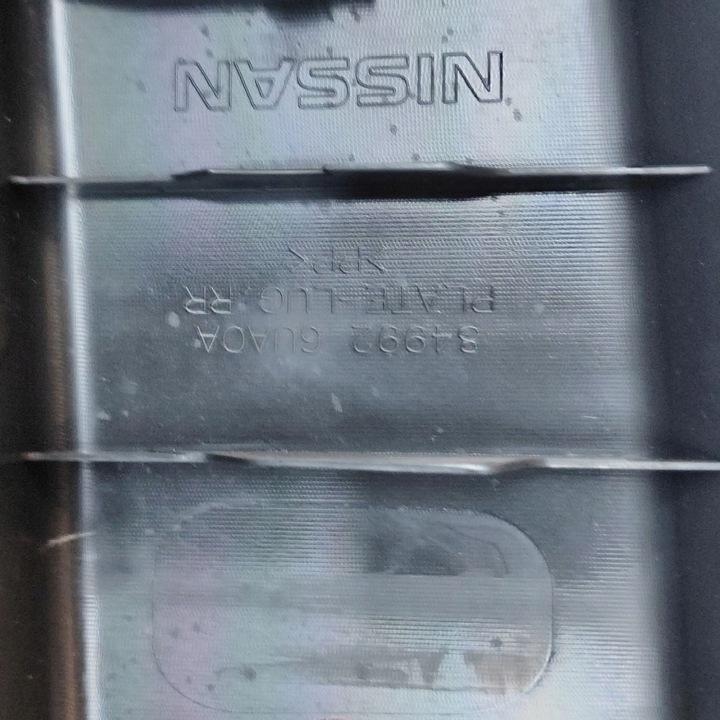 84992 6UA0A
PLATE-LUG,RR
>PP<
NISSAN